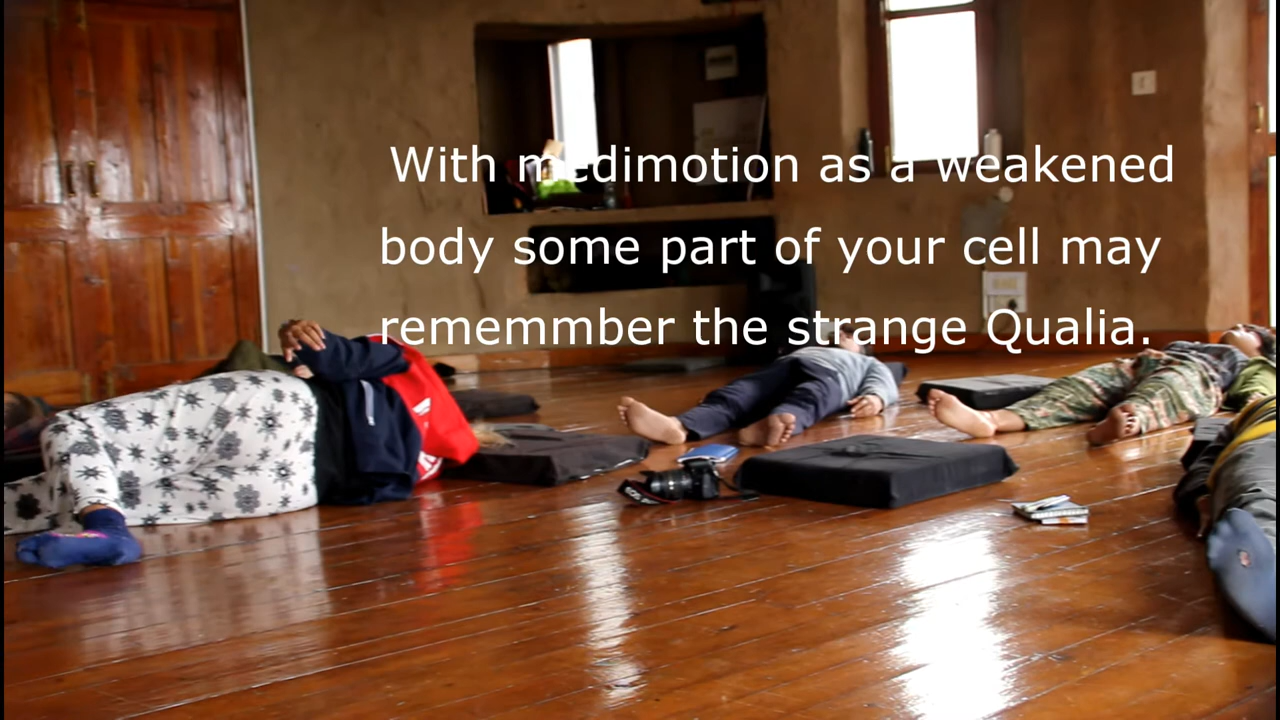 With medimotion as a weakened
body some part of your cell may
rememmber the strange Qualia.